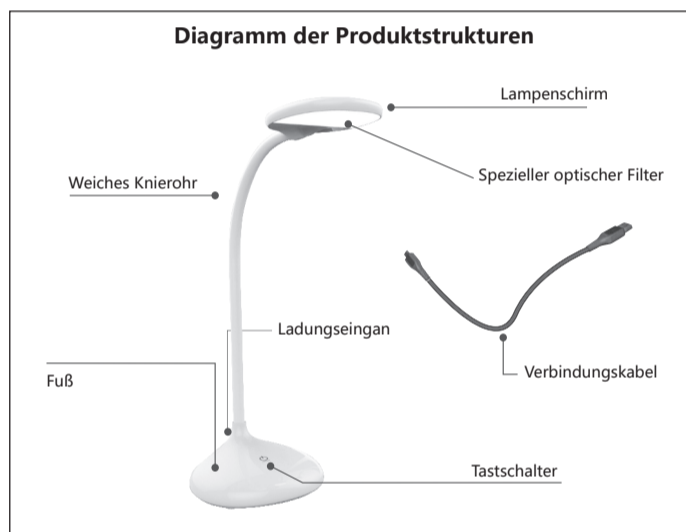 Diagramm der Produktstrukturen
Lampenschirm
Spezieller optischer Filter
Weiches Knierohr
Ladungseingan
Verbindungskabel
Fuß
Tastschalter